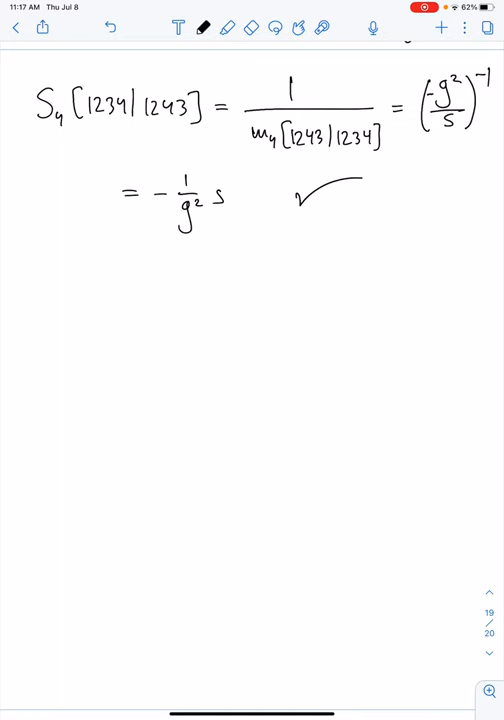 11:17 AM Thu Jul 8
62%
T
S₄ [1234|1243] = 1 / m₄[1243|1234] = (-g²/s)⁻¹
= - 1/g² s ✓
19
/
20